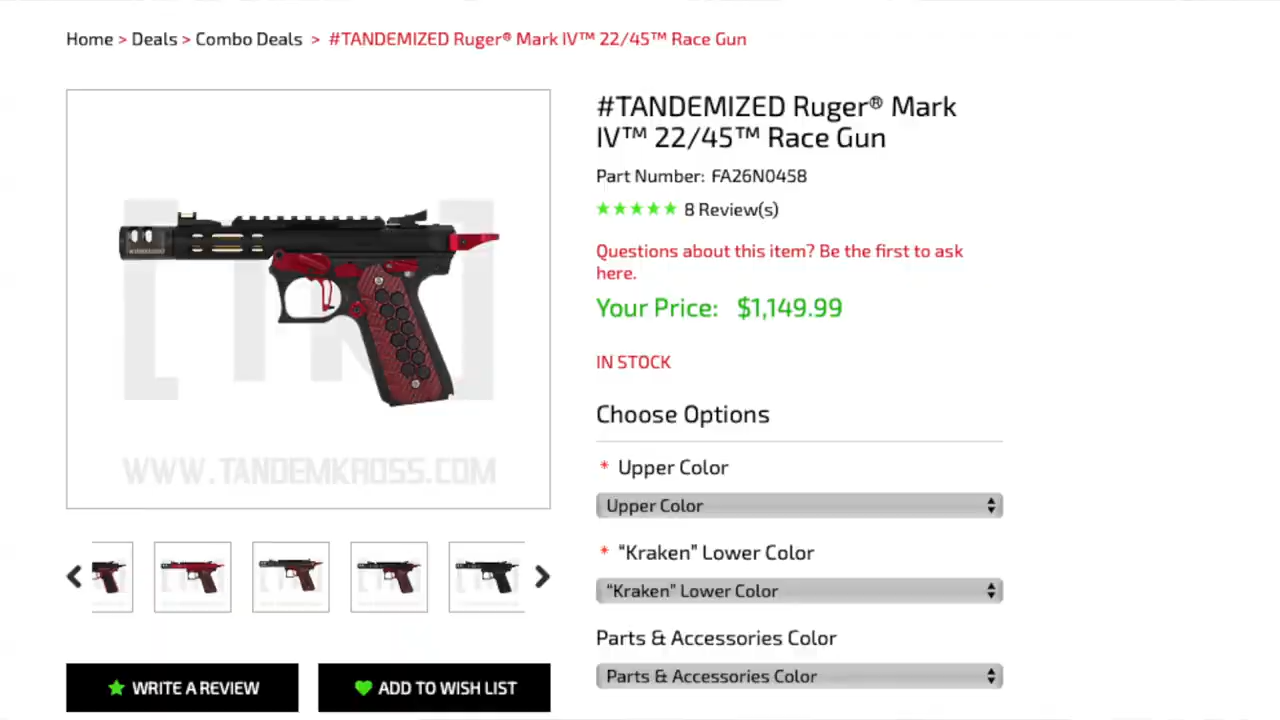 Home > Deals > Combo Deals > #TANDEMIZED Ruger® Mark IV™ 22/45™ Race Gun
#TANDEMIZED Ruger® Mark
IV™ 22/45™ Race Gun
Part Number: FA26N0458
8 Review(s)
Questions about this item? Be the first to ask
here.
Your Price: $1,149.99
IN STOCK
Choose Options
* Upper Color
Upper Color
* “Kraken” Lower Color
“Kraken” Lower Color
Parts & Accessories Color
Parts & Accessories Color
WWW.TANDEMKROSS.COM
WRITE A REVIEW
ADD TO WISH LIST